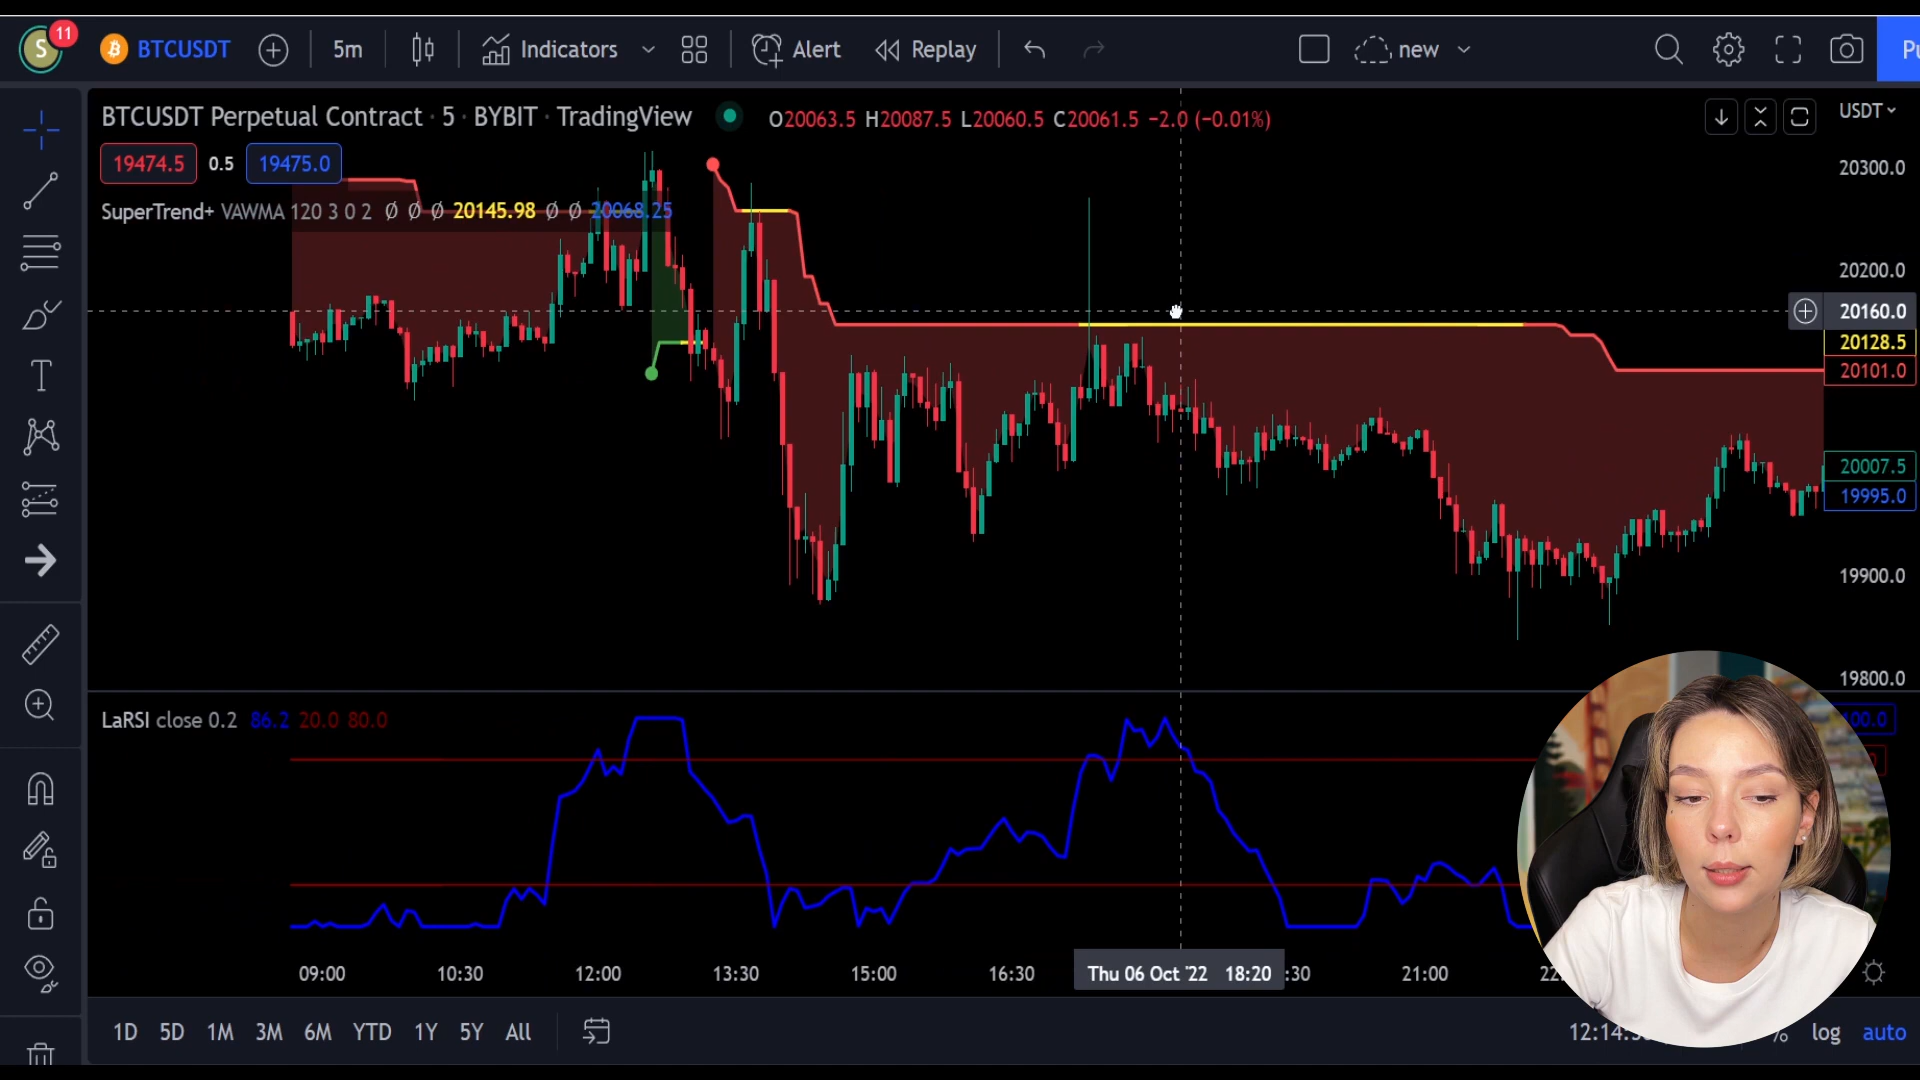 S 11 BTCUSDT 5m Indicators Alert Replay new Pu
BTCUSDT Perpetual Contract · 5 · BYBIT · TradingView O20063.5 H20087.5 L20060.5 C20061.5 −2.0 (−0.01%) USDT
19474.5 0.5 19475.0
SuperTrend+ VAWMA 120 3 0 2 Ø Ø Ø 20145.98 Ø Ø 20068.25
20300.0
20200.0
20160.0
20128.5
20101.0
20007.5
19995.0
19900.0
19800.0
T
LaRSI close 0.2 86.2 20.0 80.0
09:00 10:30 12:00 13:30 15:00 16:30 Thu 06 Oct '22 18:20 :30 21:00
1D 5D 1M 3M 6M YTD 1Y 5Y All % log auto